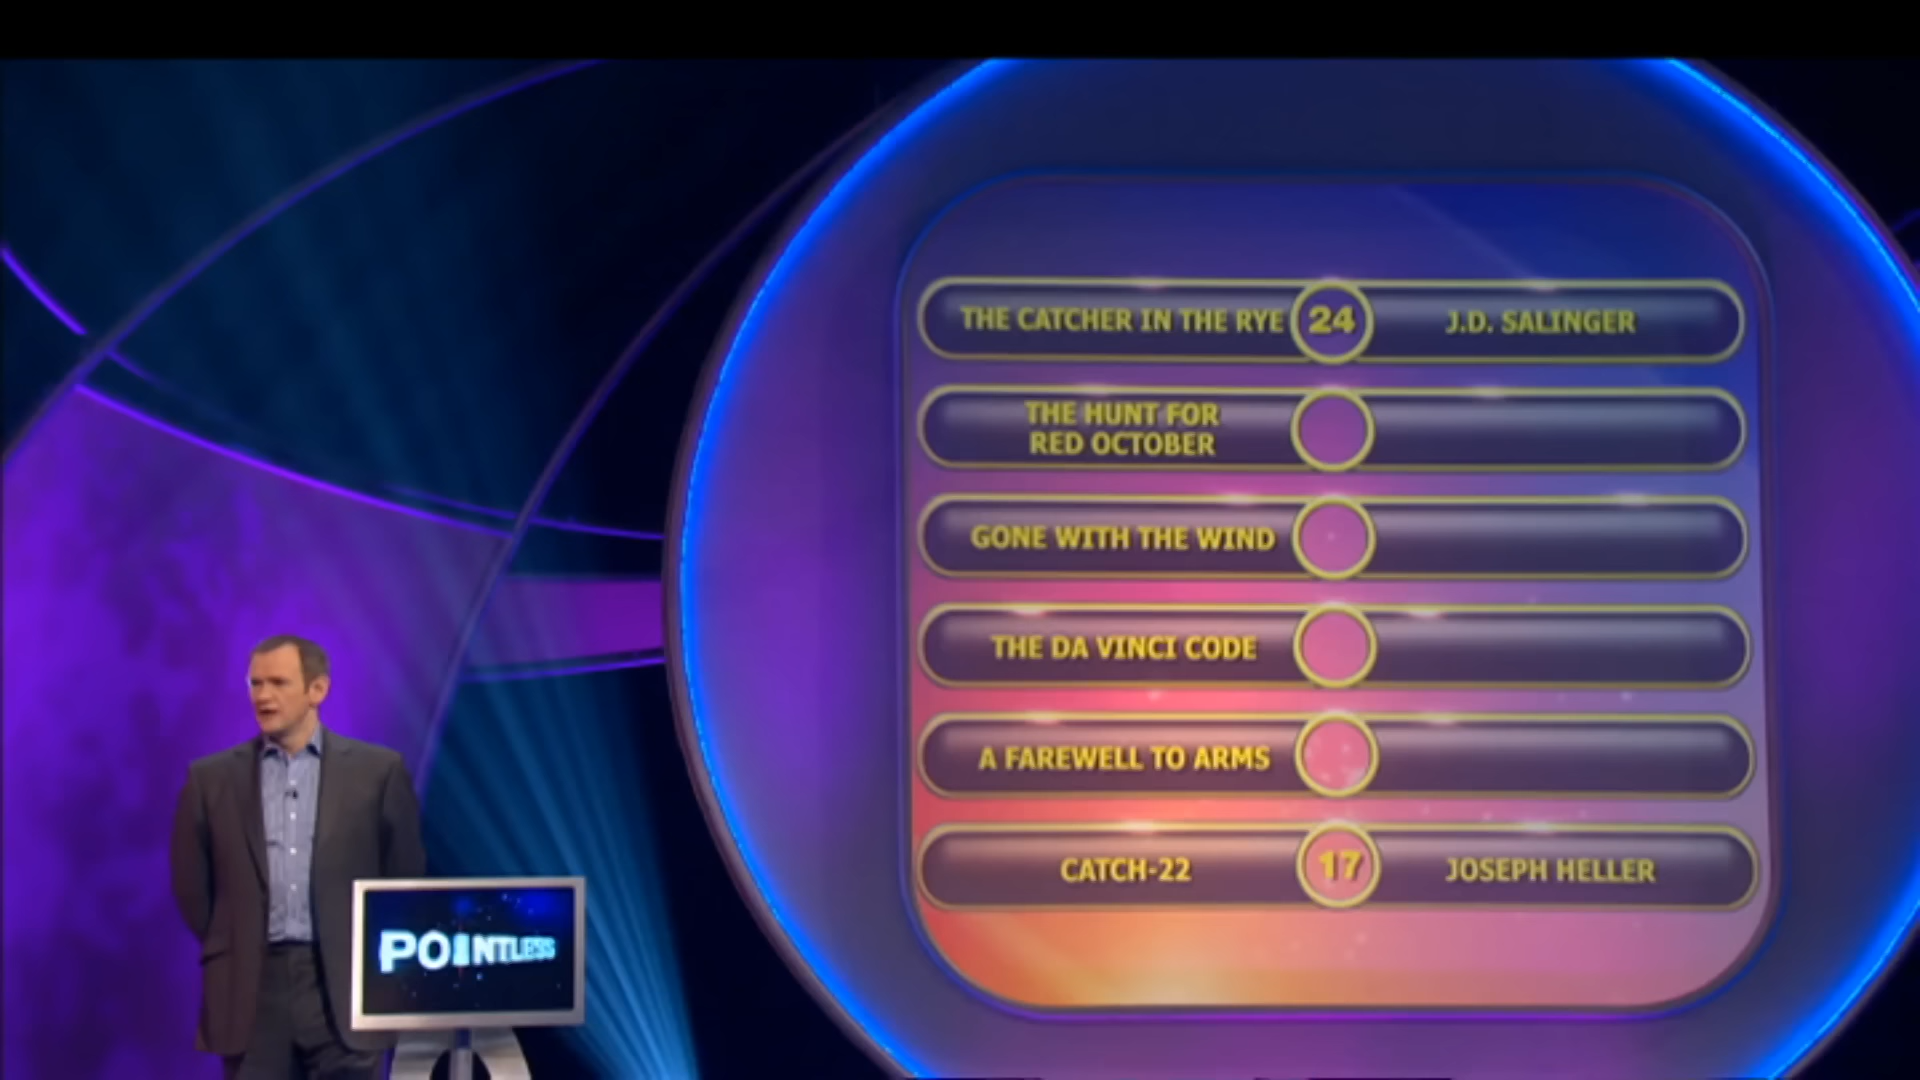 THE CATCHER IN THE RYE 24 J.D. SALINGER
THE HUNT FOR
RED OCTOBER
GONE WITH THE WIND
THE DA VINCI CODE
A FAREWELL TO ARMS
CATCH-22 17 JOSEPH HELLER
POINTLESS